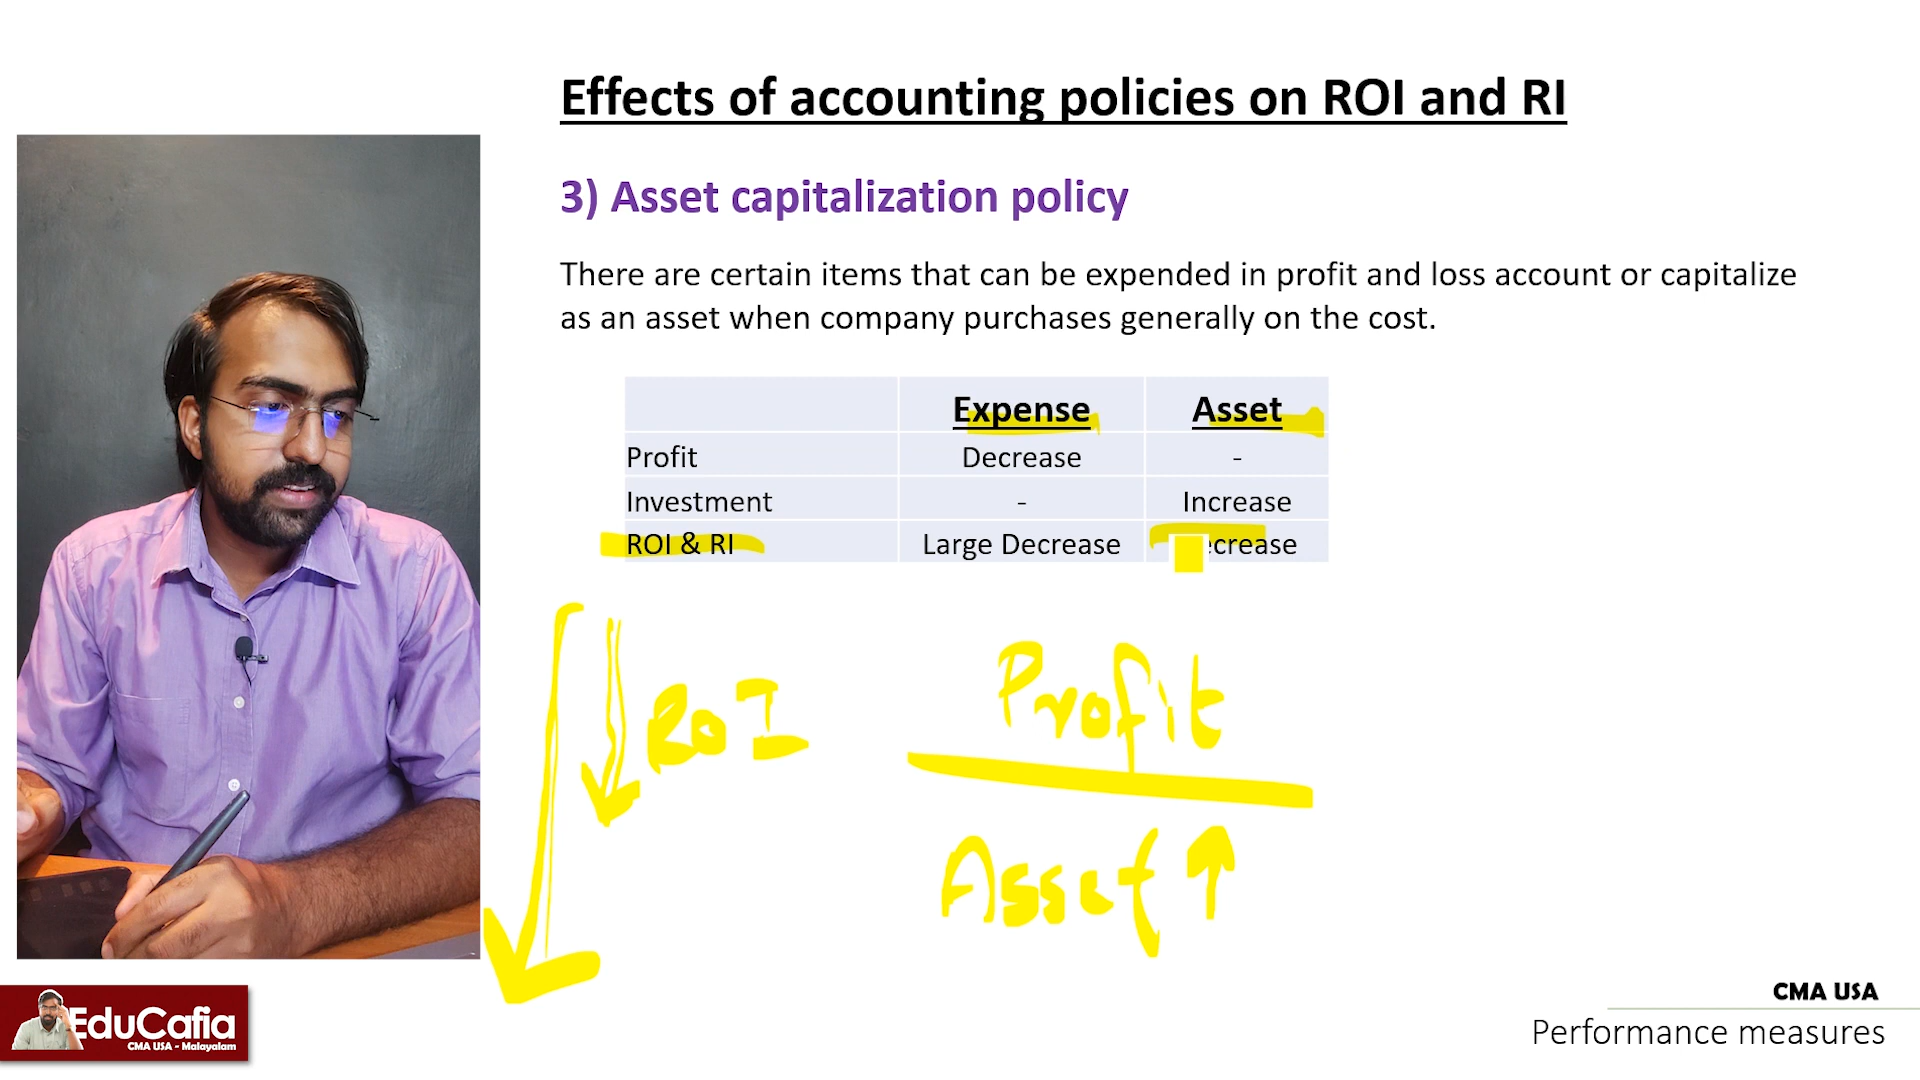 Effects of accounting policies on ROI and RI
3) Asset capitalization policy
There are certain items that can be expended in profit and loss account or capitalize
as an asset when company purchases generally on the cost.
Expense Asset
Profit Decrease -
Investment - Increase
ROI & RI Large Decrease ecrease
ROI
Profit
Asset ↑
EduCafia
CMA USA - Malayalam
CMA USA
Performance measures